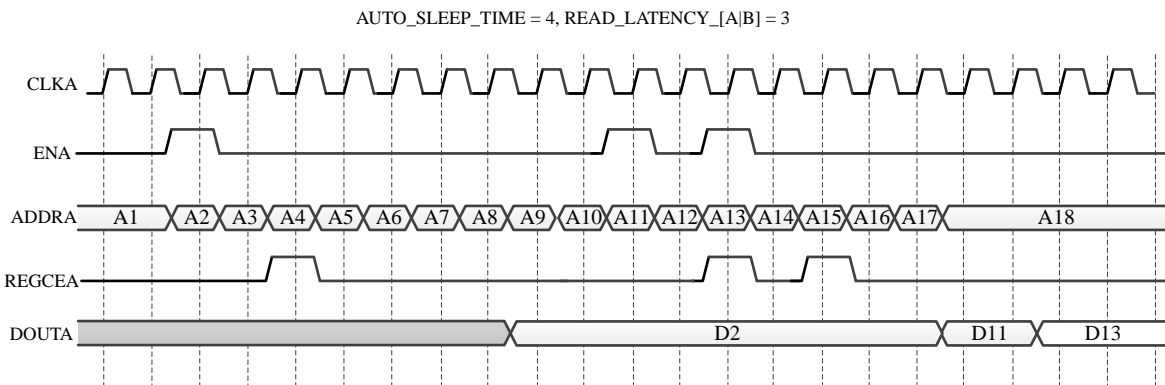 AUTO_SLEEP_TIME = 4, READ_LATENCY_[A|B] = 3
CLKA
ENA
ADDRA A1 A2 A3 A4 A5 A6 A7 A8 A9 A10 A11 A12 A13 A14 A15 A16 A17 A18
REGCEA
DOUTA D2 D11 D13